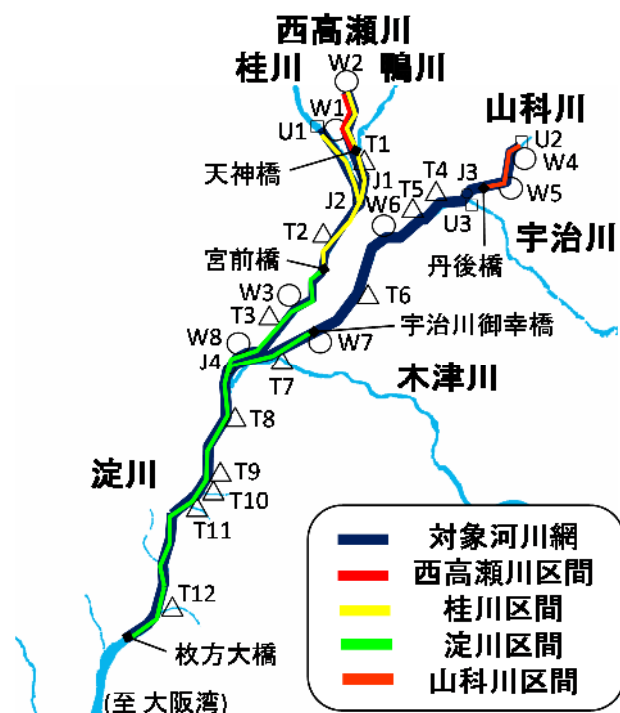 西高瀬川
桂川
W2
鴨川
山科川
W1
U1
T1
天神橋
J1
J2
U2
W4
W5
J3
T4
T5
W6
U3
宇治川
丹後橋
T2
宮前橋
W3
T3
T6
宇治川御幸橋
W8
W7
J4
T7
木津川
T8
淀川
T9
T10
T11
T12
枚方大橋
(至 大阪湾)
対象河川網
西高瀬川区間
桂川区間
淀川区間
山科川区間